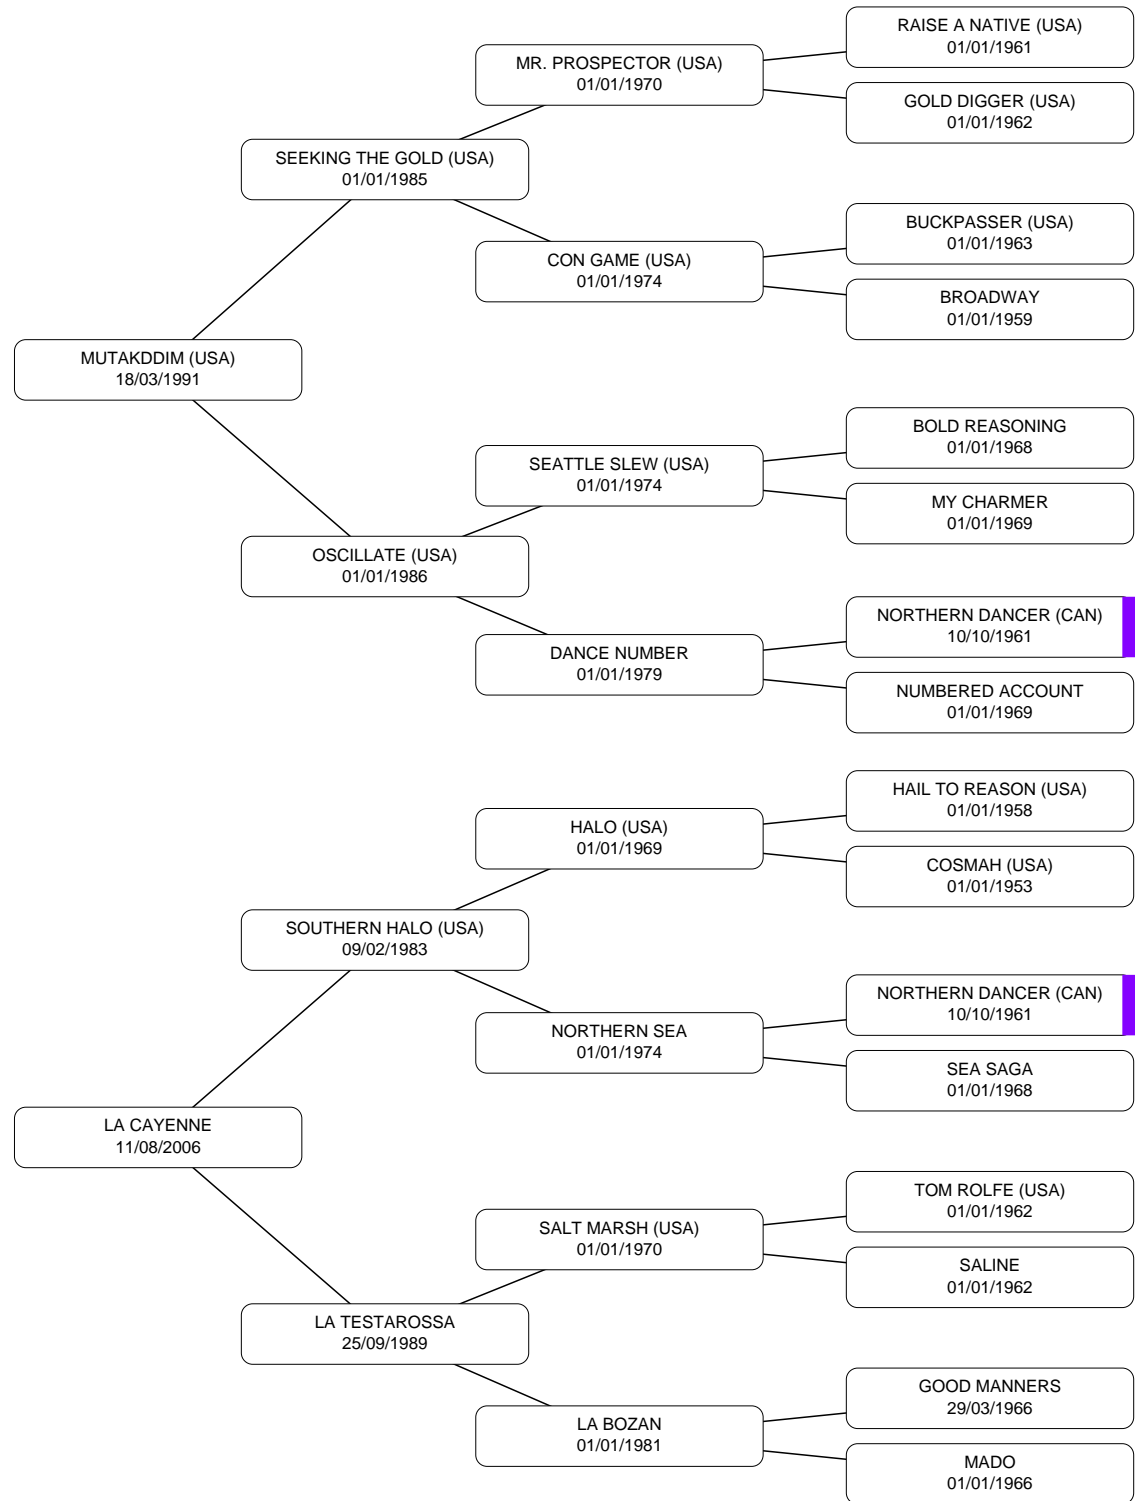 RAISE A NATIVE (USA)
01/01/1961
MR. PROSPECTOR (USA)
01/01/1970
GOLD DIGGER (USA)
01/01/1962
SEEKING THE GOLD (USA)
01/01/1985
BUCKPASSER (USA)
01/01/1963
CON GAME (USA)
01/01/1974
BROADWAY
01/01/1959
MUTAKDDIM (USA)
18/03/1991
BOLD REASONING
01/01/1968
SEATTLE SLEW (USA)
01/01/1974
MY CHARMER
01/01/1969
OSCILLATE (USA)
01/01/1986
NORTHERN DANCER (CAN)
10/10/1961
DANCE NUMBER
01/01/1979
NUMBERED ACCOUNT
01/01/1969
HAIL TO REASON (USA)
01/01/1958
HALO (USA)
01/01/1969
COSMAH (USA)
01/01/1953
SOUTHERN HALO (USA)
09/02/1983
NORTHERN DANCER (CAN)
10/10/1961
NORTHERN SEA
01/01/1974
SEA SAGA
01/01/1968
LA CAYENNE
11/08/2006
TOM ROLFE (USA)
01/01/1962
SALT MARSH (USA)
01/01/1970
SALINE
01/01/1962
LA TESTAROSSA
25/09/1989
GOOD MANNERS
29/03/1966
LA BOZAN
01/01/1981
MADO
01/01/1966